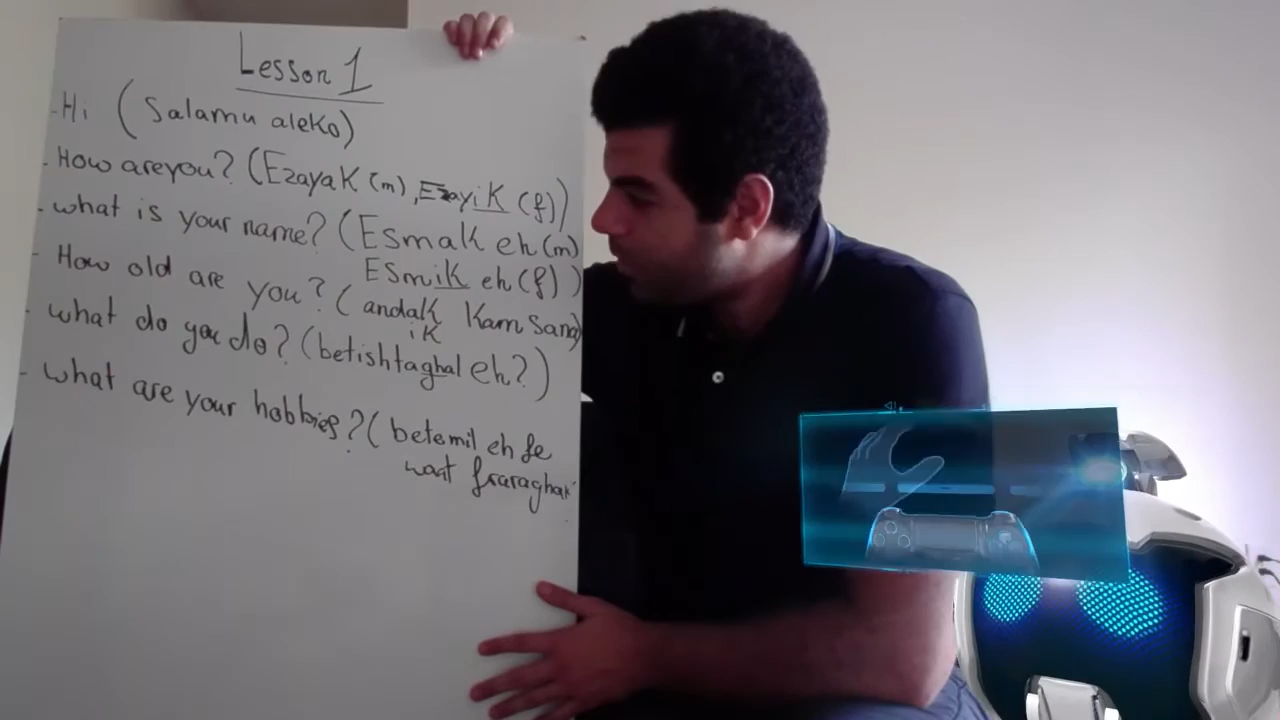 Lesson 1
- Hi (Salamu aleko)
- How are you? (Ezayak (m), Ezayik (f))
- what is your name? (Esmak eh (m)
Esmik eh (f))
- How old are you? (andak Kam Sana)
ik
- what do you do? (betishtaghal eh?)
- what are your hobbies? (betemil eh fe
wa't fraraghak